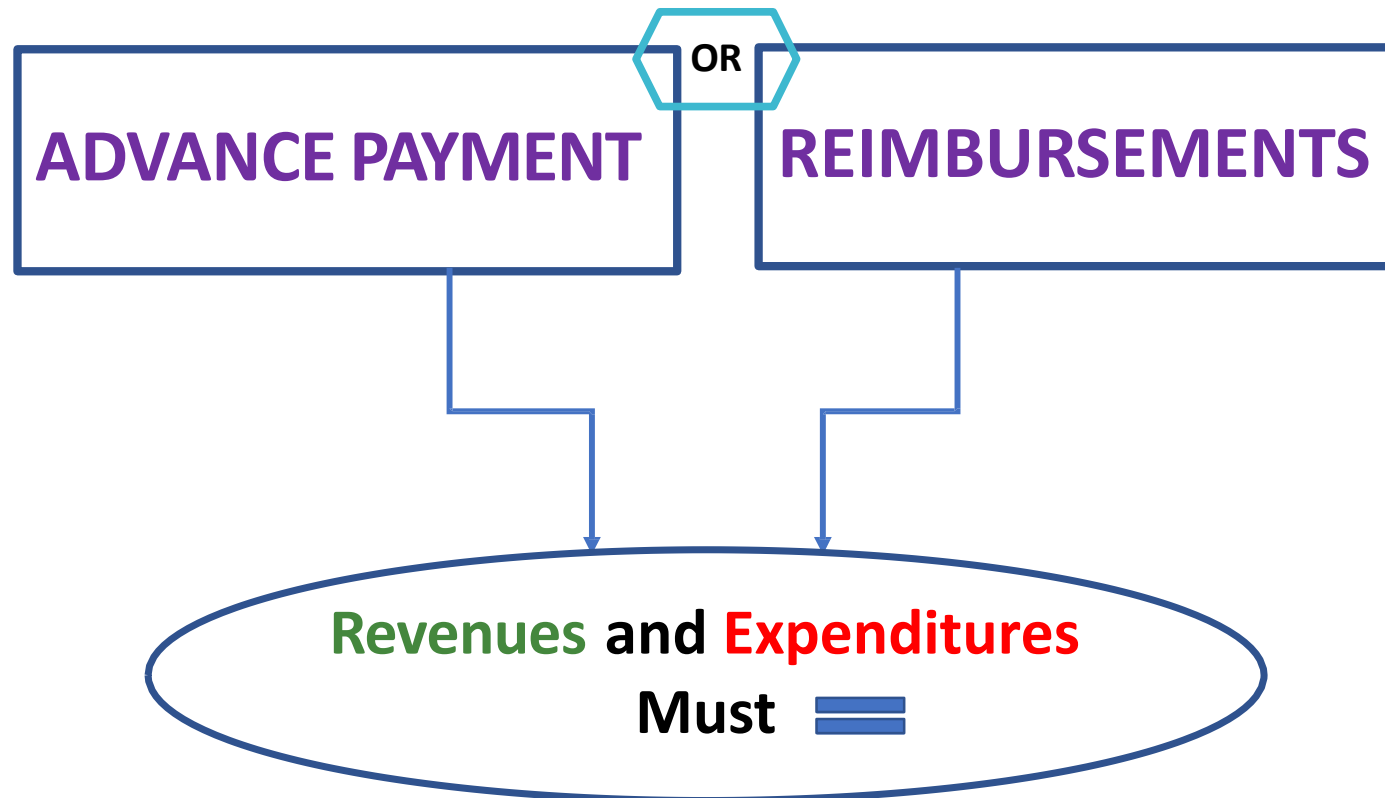 OR
ADVANCE PAYMENT
REIMBURSEMENTS
Revenues and Expenditures
Must =